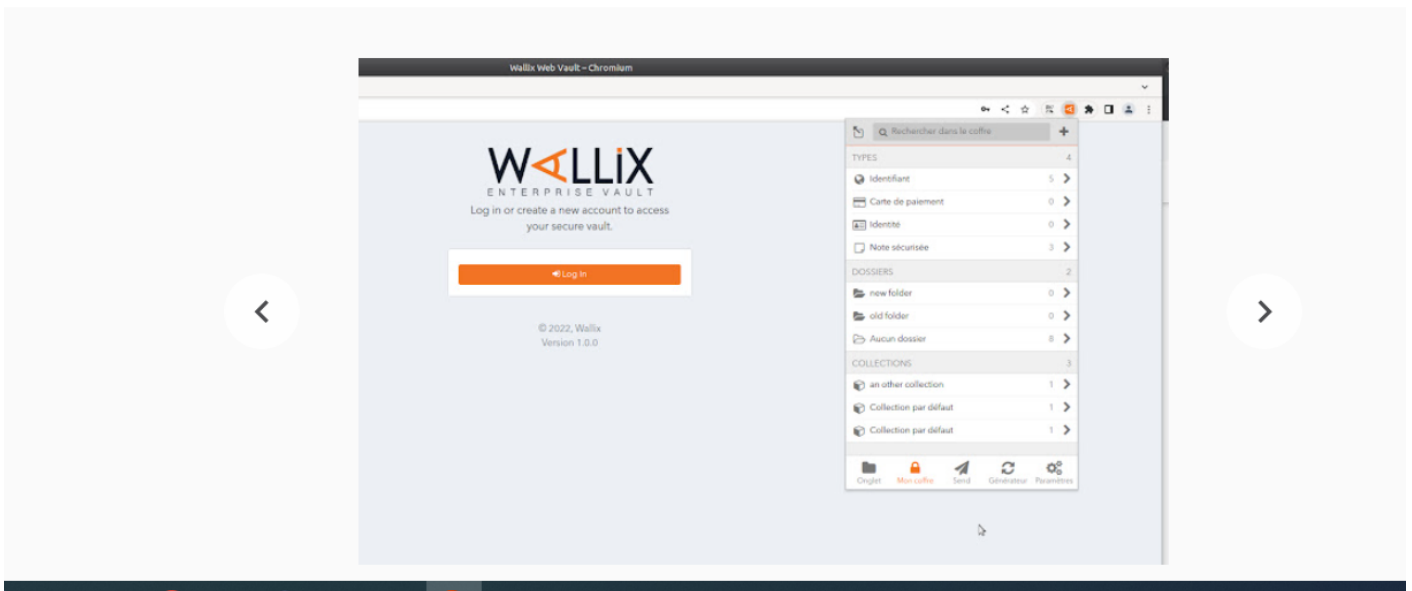 Wallix Web Vault – Chromium
WALLiX
ENTERPRISE VAULT
Log in or create a new account to access
your secure vault.
Log In
© 2022, Wallix
Version 1.0.0
Rechercher dans le coffre
TYPES 4
Identifiant 5
Carte de paiement 0
Identité 0
Note sécurisée 3
DOSSIERS 2
new folder 0
old folder 0
Aucun dossier 8
COLLECTIONS 3
an other collection 1
Collection par défaut 1
Collection par défaut 1
Onglet Mon coffre Send Générateur Paramètres